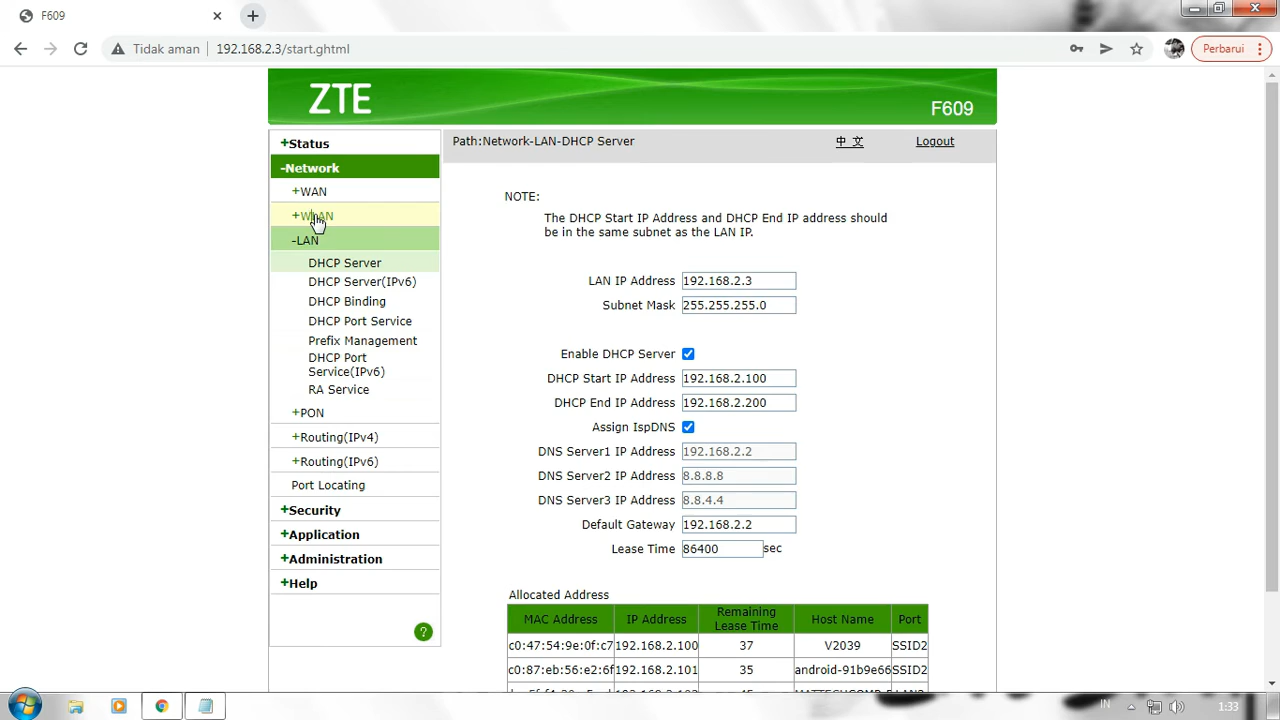 F609
Tidak aman
192.168.2.3/start.ghtml
Perbarui
ZTE
F609
+Status
-Network
+WAN
+WLAN
-LAN
DHCP Server
DHCP Server(IPv6)
DHCP Binding
DHCP Port Service
Prefix Management
DHCP Port
Service(IPv6)
RA Service
+PON
+Routing(IPv4)
+Routing(IPv6)
Port Locating
+Security
+Application
+Administration
+Help
?
Path:Network-LAN-DHCP Server
中 文
Logout
NOTE:
The DHCP Start IP Address and DHCP End IP address should
be in the same subnet as the LAN IP.
LAN IP Address 192.168.2.3
Subnet Mask 255.255.255.0
Enable DHCP Server
DHCP Start IP Address 192.168.2.100
DHCP End IP Address 192.168.2.200
Assign IspDNS
DNS Server1 IP Address 192.168.2.2
DNS Server2 IP Address 8.8.8.8
DNS Server3 IP Address 8.8.4.4
Default Gateway 192.168.2.2
Lease Time 86400 sec
Allocated Address
MAC Address IP Address Remaining Lease Time Host Name Port
c0:47:54:9e:0f:c7 192.168.2.100 37 V2039 SSID2
c0:87:eb:56:e2:6f 192.168.2.101 35 android-91b9e66 SSID2
IN
1:33